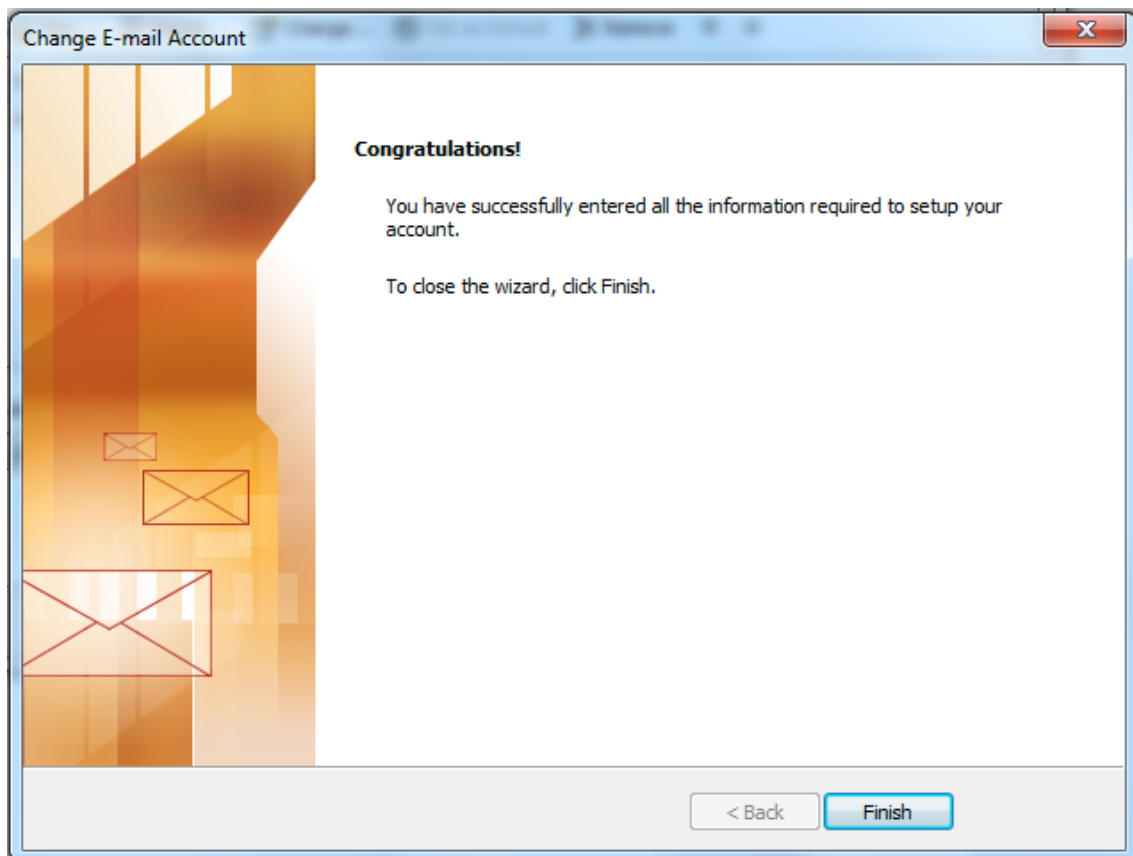 Change E-mail Account
Congratulations!
You have successfully entered all the information required to setup your
account.
To close the wizard, click Finish.
< Back
Finish